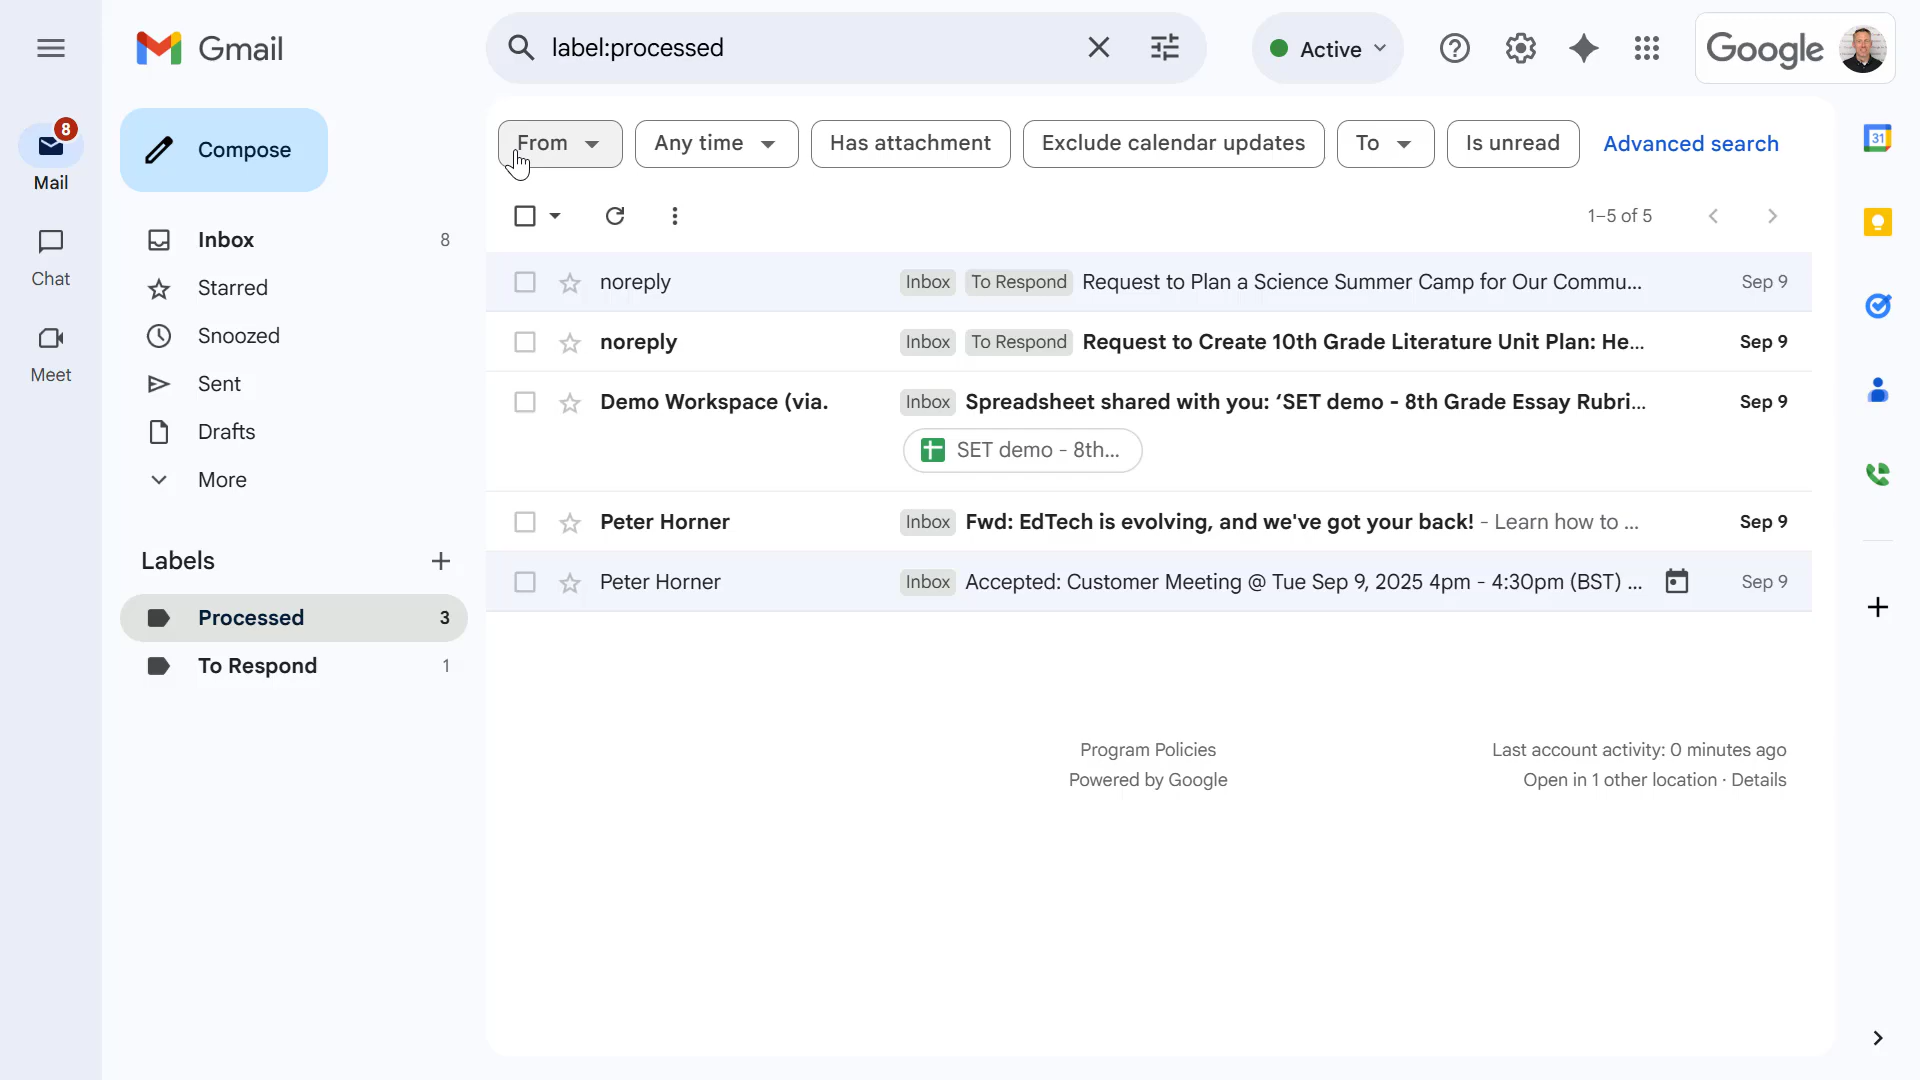 Gmail
label:processed
Active
Google
8
Mail
Chat
Meet
Compose
Inbox 8
Starred
Snoozed
Sent
Drafts
More
Labels
Processed 3
To Respond 1
From
Any time
Has attachment
Exclude calendar updates
To
Is unread
Advanced search
1–5 of 5
noreply Inbox To Respond Request to Plan a Science Summer Camp for Our Commu... Sep 9
noreply Inbox To Respond Request to Create 10th Grade Literature Unit Plan: He... Sep 9
Demo Workspace (via. Inbox Spreadsheet shared with you: ‘SET demo - 8th Grade Essay Rubri... Sep 9
SET demo - 8th...
Peter Horner Inbox Fwd: EdTech is evolving, and we've got your back! - Learn how to ... Sep 9
Peter Horner Inbox Accepted: Customer Meeting @ Tue Sep 9, 2025 4pm - 4:30pm (BST) ... Sep 9
Program Policies
Powered by Google
Last account activity: 0 minutes ago
Open in 1 other location · Details
31